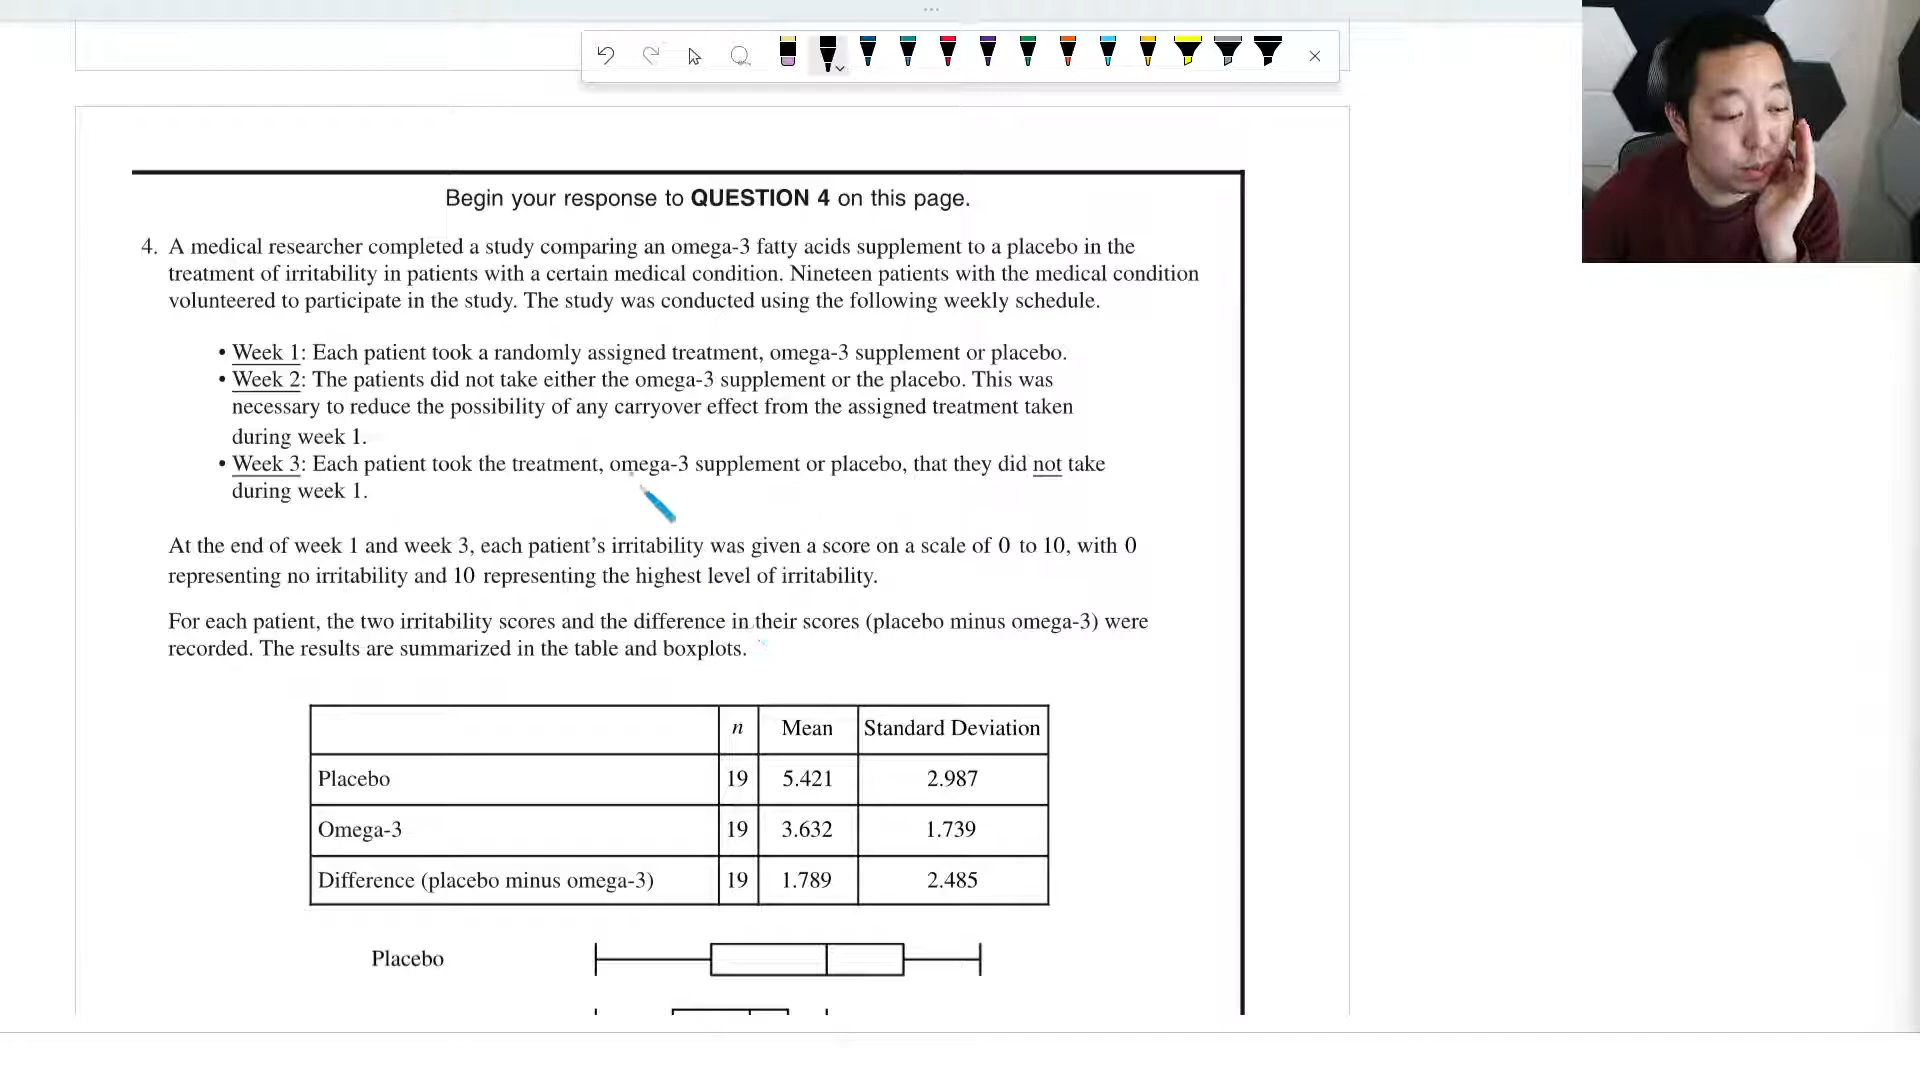 Begin your response to QUESTION 4 on this page.
4. A medical researcher completed a study comparing an omega-3 fatty acids supplement to a placebo in the
treatment of irritability in patients with a certain medical condition. Nineteen patients with the medical condition
volunteered to participate in the study. The study was conducted using the following weekly schedule.
• Week 1: Each patient took a randomly assigned treatment, omega-3 supplement or placebo.
• Week 2: The patients did not take either the omega-3 supplement or the placebo. This was
necessary to reduce the possibility of any carryover effect from the assigned treatment taken
during week 1.
• Week 3: Each patient took the treatment, omega-3 supplement or placebo, that they did not take
during week 1.
At the end of week 1 and week 3, each patient's irritability was given a score on a scale of 0 to 10, with 0
representing no irritability and 10 representing the highest level of irritability.
For each patient, the two irritability scores and the difference in their scores (placebo minus omega-3) were
recorded. The results are summarized in the table and boxplots.
n Mean Standard Deviation
Placebo 19 5.421 2.987
Omega-3 19 3.632 1.739
Difference (placebo minus omega-3) 19 1.789 2.485
Placebo